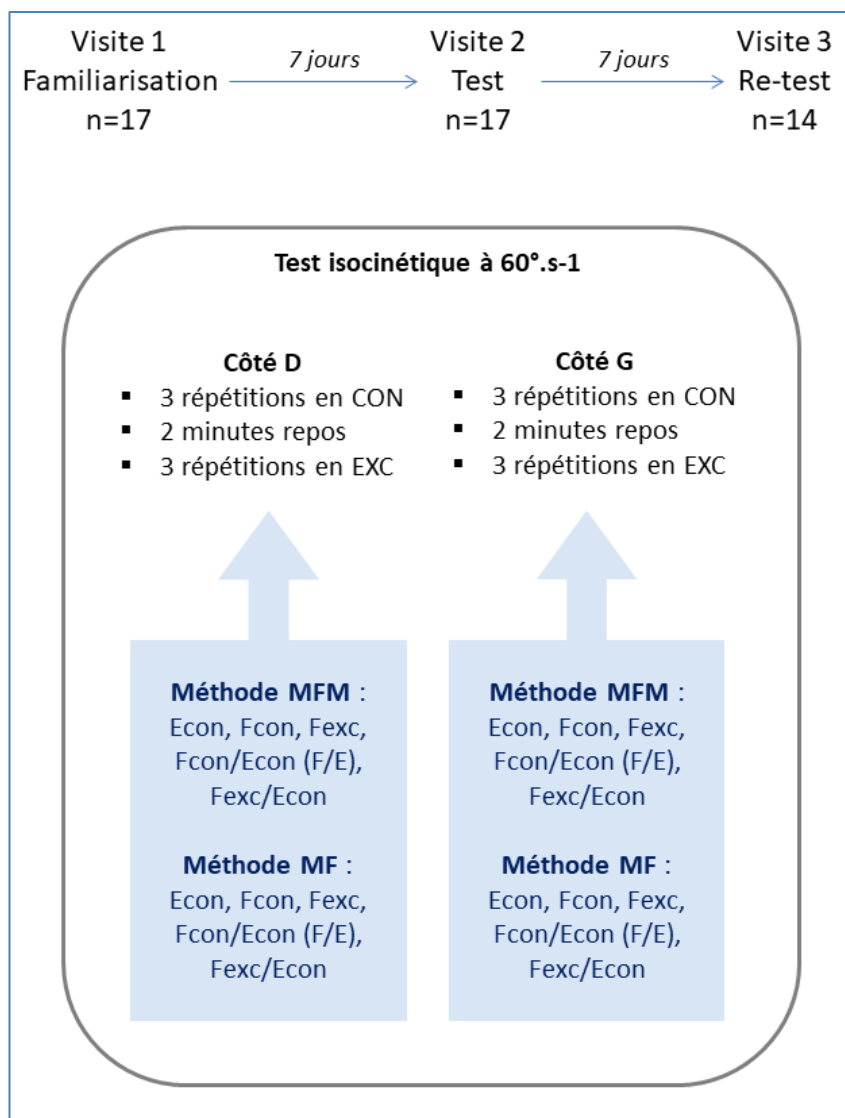 Visite 1
Familiarisation
n=17
7 jours
Visite 2
Test
n=17
7 jours
Visite 3
Re-test
n=14
Test isocinétique à 60°.s-1
Côté D
▪ 3 répétitions en CON
▪ 2 minutes repos
▪ 3 répétitions en EXC
Côté G
▪ 3 répétitions en CON
▪ 2 minutes repos
▪ 3 répétitions en EXC
Méthode MFM :
Econ, Fcon, Fexc,
Fcon/Econ (F/E),
Fexc/Econ
Méthode MF :
Econ, Fcon, Fexc,
Fcon/Econ (F/E),
Fexc/Econ
Méthode MFM :
Econ, Fcon, Fexc,
Fcon/Econ (F/E),
Fexc/Econ
Méthode MF :
Econ, Fcon, Fexc,
Fcon/Econ (F/E),
Fexc/Econ